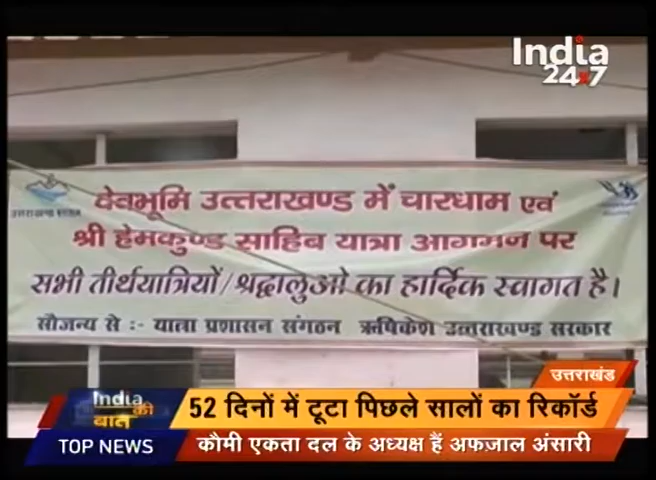 India
24x7
देवभूमि उत्तराखण्ड में चारधाम एवं
श्री हेमकुण्ड साहिब यात्रा आगमन पर
सभी तीर्थयात्रियों/श्रद्धालुओ का हार्दिक स्वागत है।
सौजन्य से :- यात्रा प्रशासन संगठन ऋषिकेश उत्तराखण्ड सरकार
उत्तराखंड
India की बात
52 दिनों में टूटा पिछले सालों का रिकॉर्ड
TOP NEWS
कौमी एकता दल के अध्यक्ष हैं अफजाल अंसारी